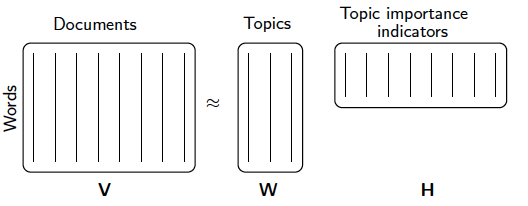 Documents
Topics
Topic importance
indicators
Words
≈
V
W
H